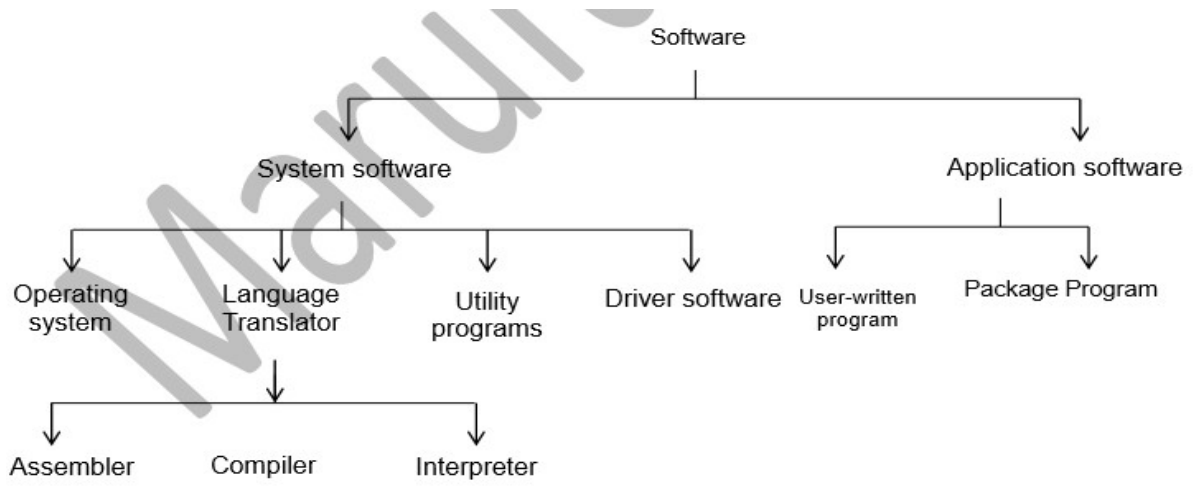 Software
System software
Application software
Operating
system
Language
Translator
Utility
programs
Driver software
User-written
program
Package Program
Assembler
Compiler
Interpreter